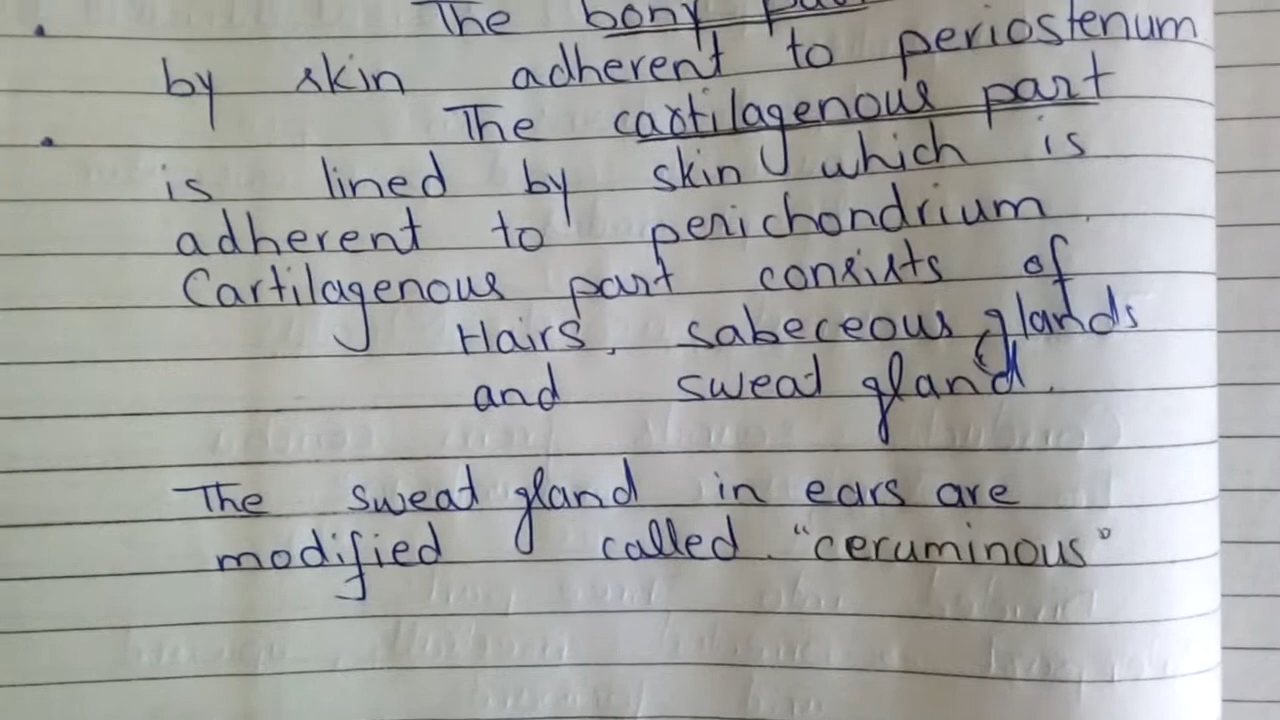 The bony
by skin adherent to periostenum
The cartilagenous part
is lined by skin which is
adherent to perichondrium.
Cartilagenous part consists of
Hairs, sabeceous glands
and sweat gland.
The sweat gland in ears are
modified called "ceruminous"